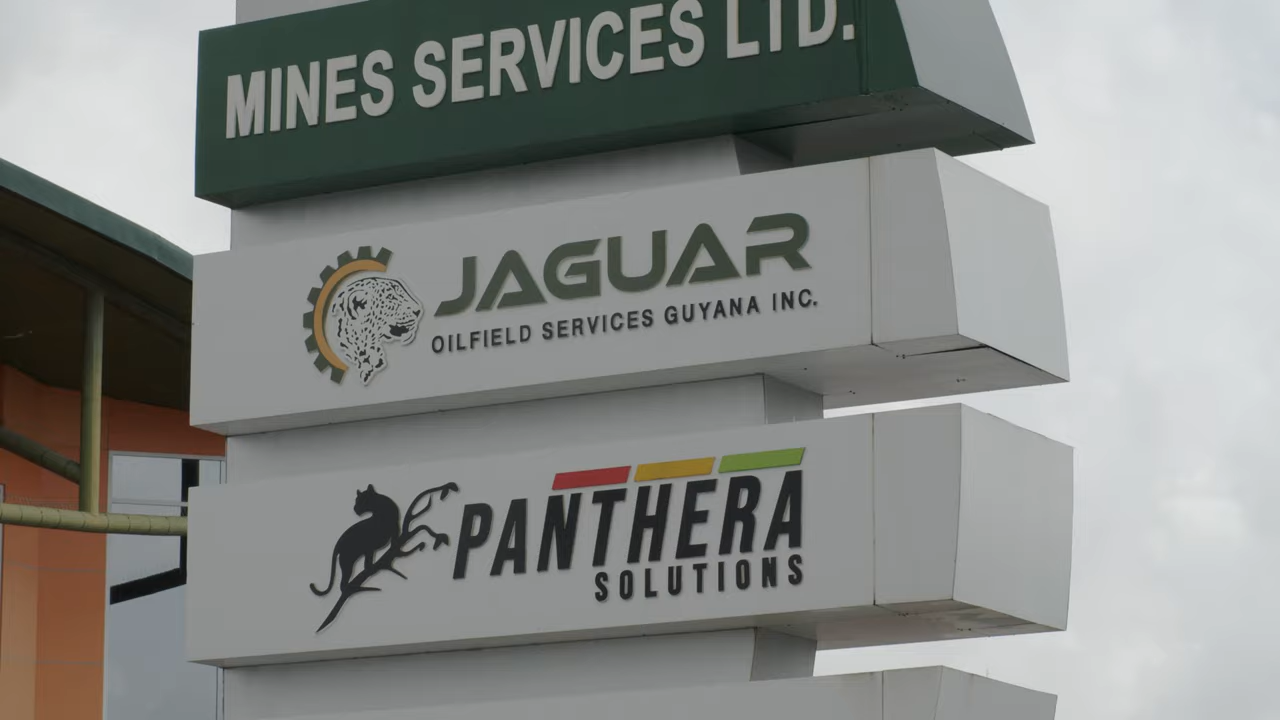 MINES SERVICES LTD.
JAGUAR
OILFIELD SERVICES GUYANA INC.
PANTHERA
SOLUTIONS